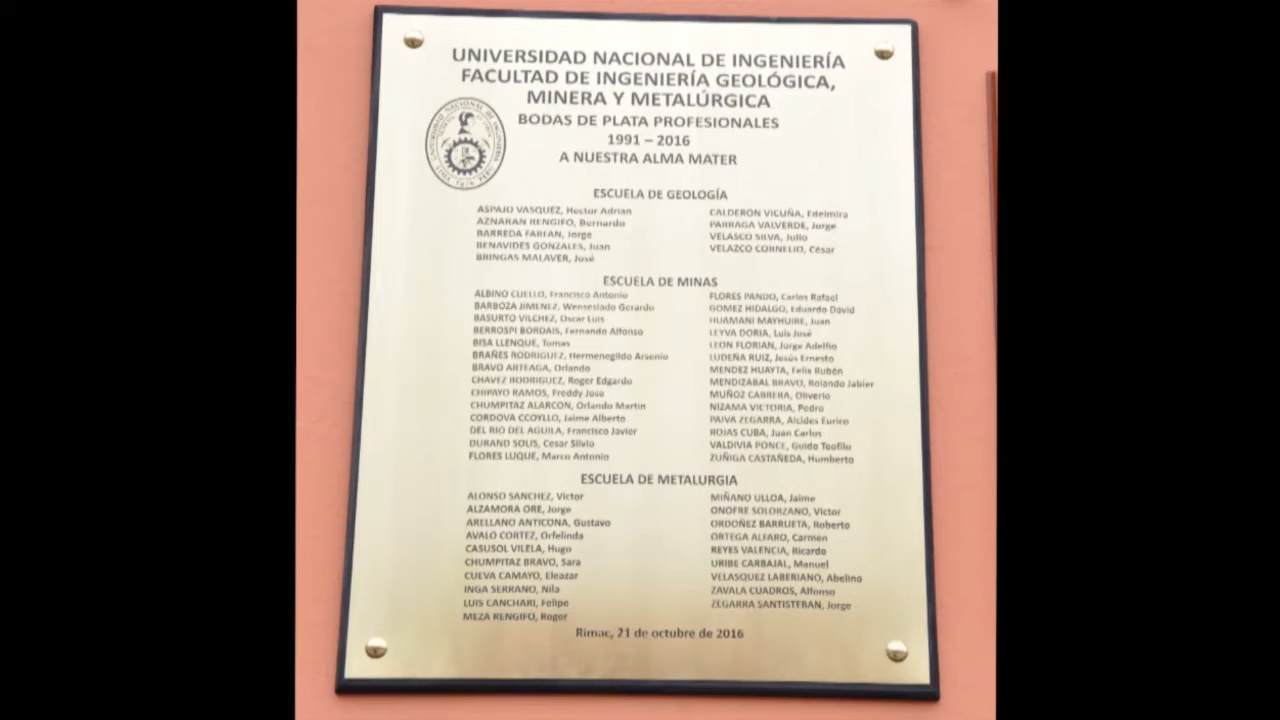 UNIVERSIDAD NACIONAL DE INGENIERÍA
FACULTAD DE INGENIERÍA GEOLÓGICA,
MINERA Y METALÚRGICA
BODAS DE PLATA PROFESIONALES
1991 – 2016
A NUESTRA ALMA MATER
UNIVERSIDAD NACIONAL DE INGENIERIA
LIMA PERU
ESCUELA DE GEOLOGÍA
ASPAJO VASQUEZ, Hector Adrian
AZNARAN RENGIFO, Bernardo
BARREDA FARFAN, Jorge
BENAVIDES GONZALES, Juan
BRINGAS MALAVER, José
CALDERON VICUÑA, Edelmira
PARRAGA VALVERDE, Jorge
VELASCO SILVA, Julio
VELAZCO CORNELIO, César
ESCUELA DE MINAS
ALBINO CUELLO, Francisco Antonio
BARBOZA JIMENEZ, Wenseslado Gerardo
BASURTO VILCHEZ, Oscar Luis
BERROSPI BORDAIS, Fernando Alfonso
BISA LLENQUE, Tomas
BRAÑES RODRIGUEZ, Hermenegildo Arsenio
BRAVO ARTEAGA, Orlando
CHAVEZ RODRIGUEZ, Roger Edgardo
CHIPAYO RAMOS, Freddy Jose
CHUMPITAZ ALARCON, Orlando Martin
CORDOVA CCOYLLO, Jaime Alberto
DEL RIO DEL AGUILA, Francisco Javier
DURAND SOLIS, Cesar Silvio
FLORES LUQUE, Marco Antonio
FLORES PANDO, Carlos Rafael
GOMEZ HIDALGO, Eduardo David
HUAMANI MAYHUIRE, Juan
LEYVA DORIA, Luis José
LEON FLORIAN, Jorge Adelfio
LUDEÑA RUIZ, Jesús Ernesto
MENDEZ HUAYTA, Felix Rubén
MENDIZABAL BRAVO, Rolando Jabier
MUÑOZ CABRERA, Oliverio
NIZAMA VICTORIA, Pedro
PAIVA ZEGARRA, Alcides Eurico
ROJAS CUBA, Juan Carlos
VALDIVIA PONCE, Guido Teofilo
ZUÑIGA CASTAÑEDA, Humberto
ESCUELA DE METALURGIA
ALONSO SANCHEZ, Victor
ALZAMORA ORE, Jorge
ARELLANO ANTICONA, Gustavo
AVALO CORTEZ, Orfelinda
CASUSOL VILELA, Hugo
CHUMPITAZ BRAVO, Sara
CUEVA CAMAYO, Eleazar
INGA SERRANO, Nila
LUIS CANCHARI, Felipe
MEZA RENGIFO, Roger
MIÑANO ULLOA, Jaime
ONOFRE SOLORZANO, Victor
ORDOÑEZ BARRUETA, Roberto
ORTEGA ALFARO, Carmen
REYES VALENCIA, Ricardo
URIBE CARBAJAL, Manuel
VELASQUEZ LABERIANO, Abelino
ZAVALA CUADROS, Alfonso
ZEGARRA SANTISTEBAN, Jorge
Rimac, 21 de octubre de 2016